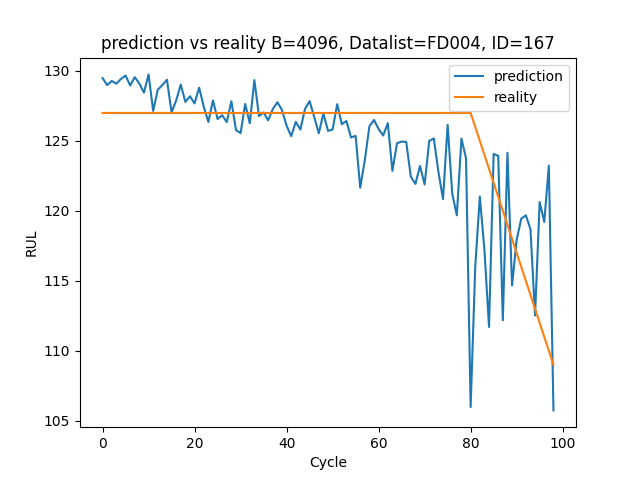 prediction vs reality B=4096, Datalist=FD004, ID=167
prediction
reality
RUL
130
125
120
115
110
105
0
20
40
60
80
100
Cycle